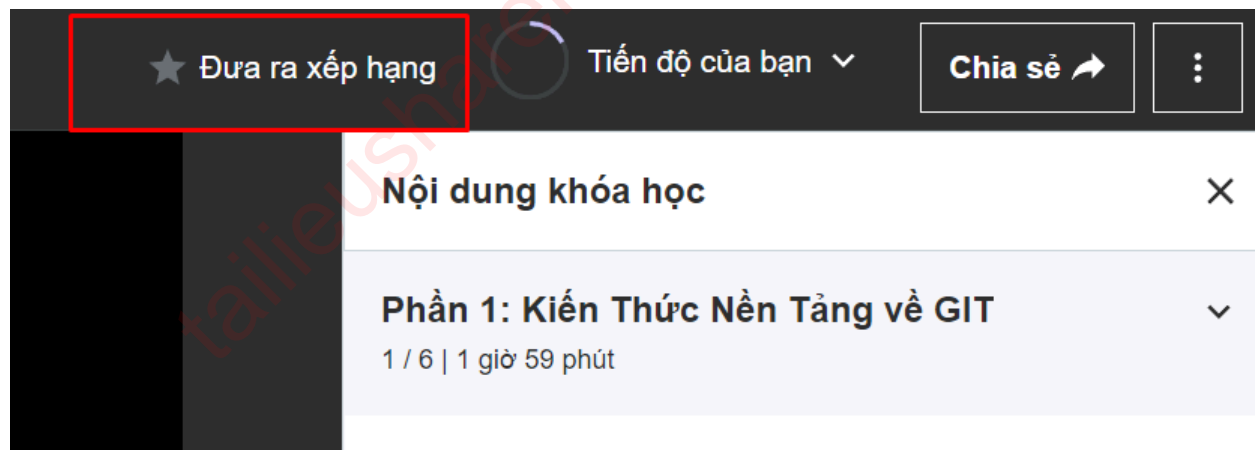 Đưa ra xếp hạng
Tiến độ của bạn
Chia sẻ
Nội dung khóa học
Phần 1: Kiến Thức Nền Tảng về GIT
1 / 6 | 1 giờ 59 phút